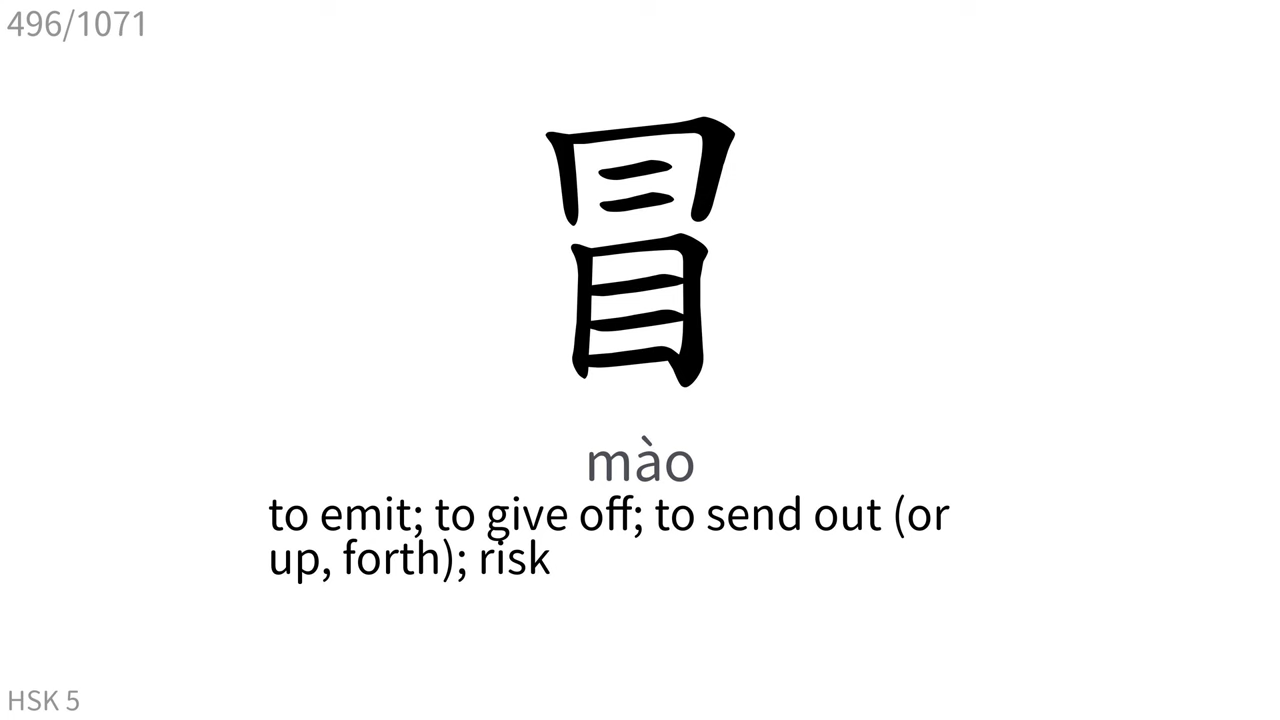 496/1071
冒
mào
to emit; to give off; to send out (or
up, forth); risk
HSK 5